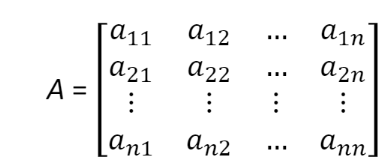 A = [a₁₁ a₁₂ ... a₁ₙ
a₂₁ a₂₂ ... a₂ₙ
⋮ ⋮ ⋮ ⋮
aₙ₁ aₙ₂ ... aₙₙ]